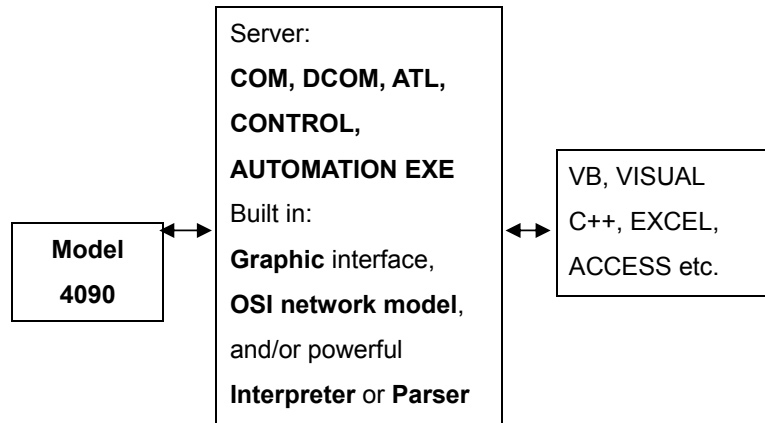 Model
4090
Server:
COM, DCOM, ATL,
CONTROL,
AUTOMATION EXE
Built in:
Graphic interface,
OSI network model,
and/or powerful
Interpreter or Parser
VB, VISUAL
C++, EXCEL,
ACCESS etc.